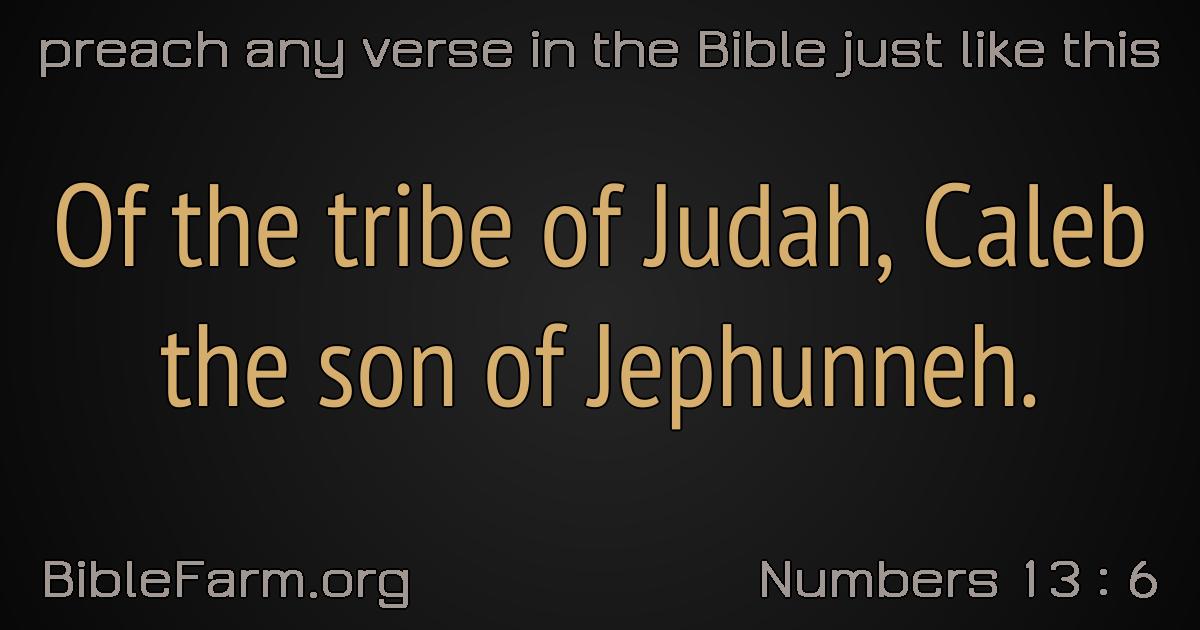 preach any verse in the Bible just like this
Of the tribe of Judah, Caleb
the son of Jephunneh.
BibleFarm.org
Numbers 13 : 6